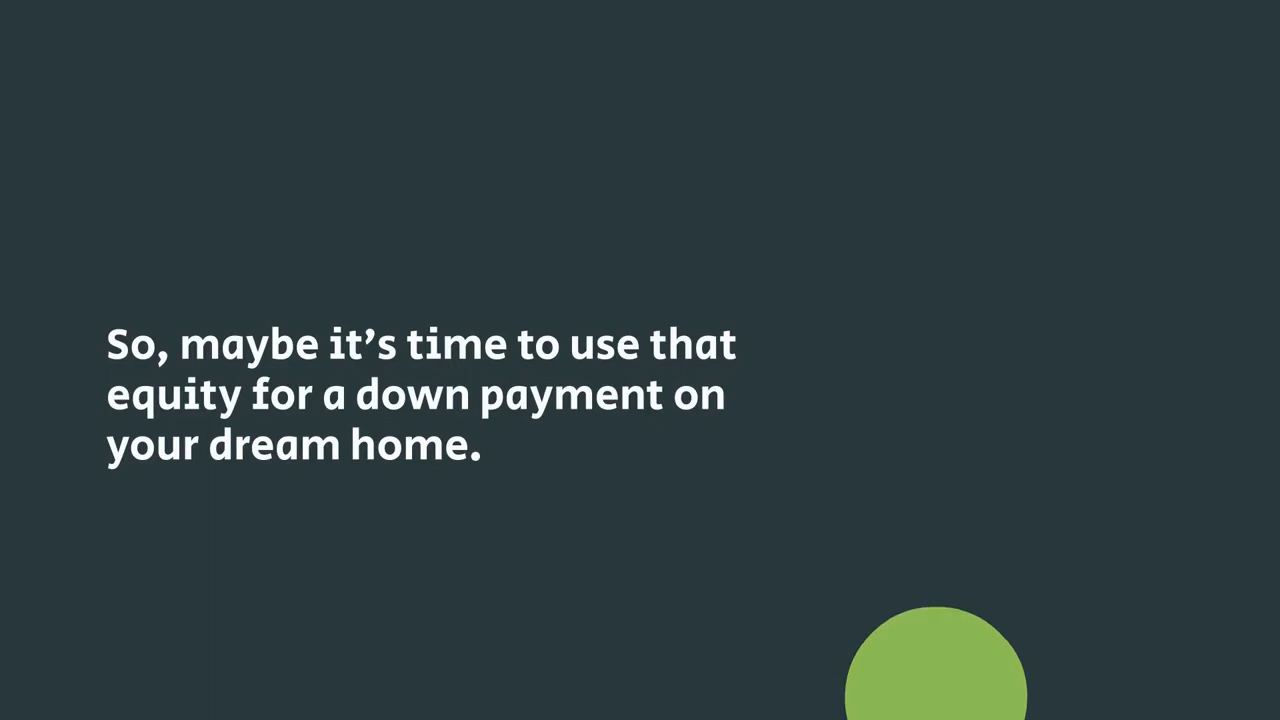 So, maybe it’s time to use that
equity for a down payment on
your dream home.